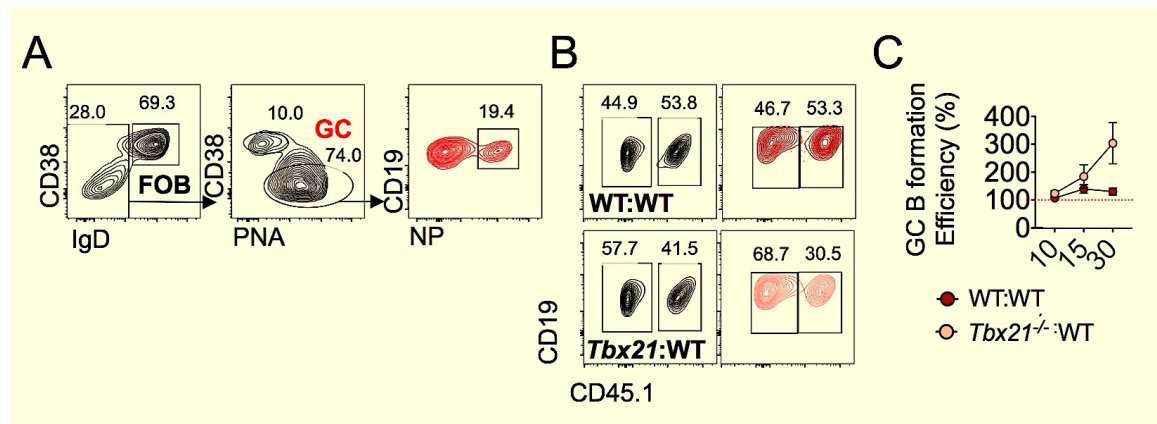 A
28.0
69.3
FOB
CD38
IgD
10.0
GC
74.0
CD38
PNA
19.4
CD19
NP
B
44.9 53.8
WT:WT
46.7 53.3
57.7 41.5
Tbx21:WT
68.7 30.5
CD19
CD45.1
C
GC B formation
Efficiency (%)
400
300
200
100
0
10 15 30
WT:WT
Tbx21-/-:WT